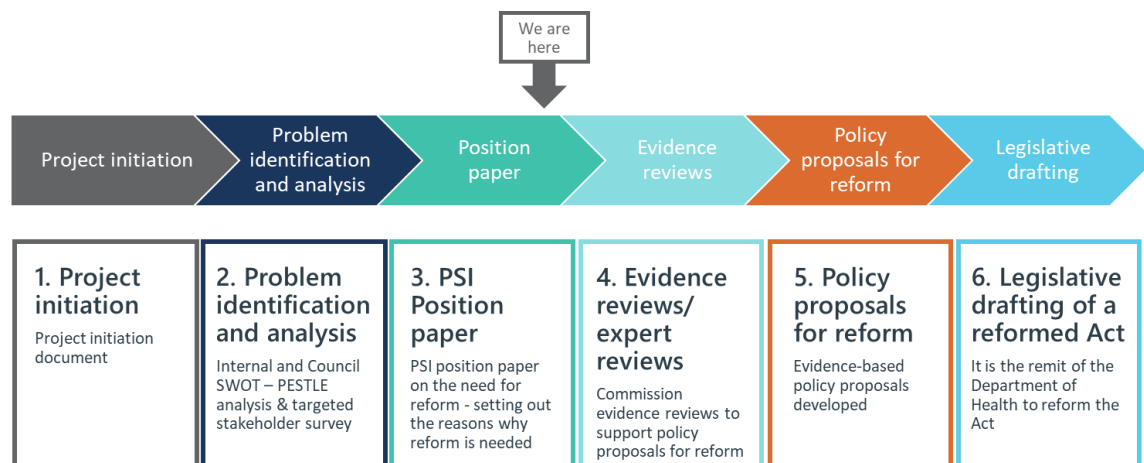 We are
here
Project initiation
Problem
identification
and analysis
Position
paper
Evidence
reviews
Policy
proposals for
reform
Legislative
drafting
1. Project
initiation
Project initiation
document
2. Problem
identification
and analysis
Internal and Council
SWOT – PESTLE
analysis & targeted
stakeholder survey
3. PSI
Position
paper
PSI position paper
on the need for
reform - setting out
the reasons why
reform is needed
4. Evidence
reviews/
expert
reviews
Commission
evidence reviews to
support policy
proposals for reform
5. Policy
proposals
for reform
Evidence-based
policy proposals
developed
6. Legislative
drafting of a
reformed Act
It is the remit of the
Department of
Health to reform the
Act